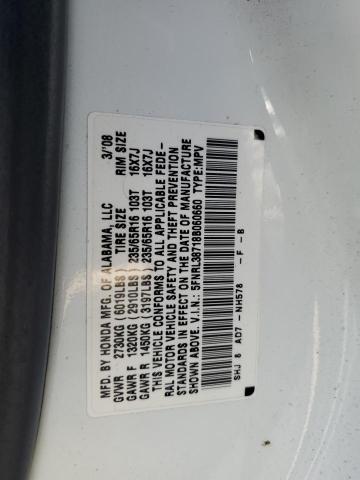 MFD. BY HONDA MFG. OF ALABAMA, LLC 3/'08
GVWR 2730KG (6019LBS) TIRE SIZE RIM SIZE
GAWR F 1320KG (2910LBS) 235/65R16 103T 16X7J
GAWR R 1450KG (3197LBS) 235/65R16 103T 16X7J
THIS VEHICLE CONFORMS TO ALL APPLICABLE FEDE-
RAL MOTOR VEHICLE SAFETY AND THEFT PREVENTION
STANDARDS IN EFFECT ON THE DATE OF MANUFACTURE
SHOWN ABOVE. V.I.N.: 5FNRL38718B060660 TYPE:MPV
SHJ 8 AD7 -NH578 -F -B